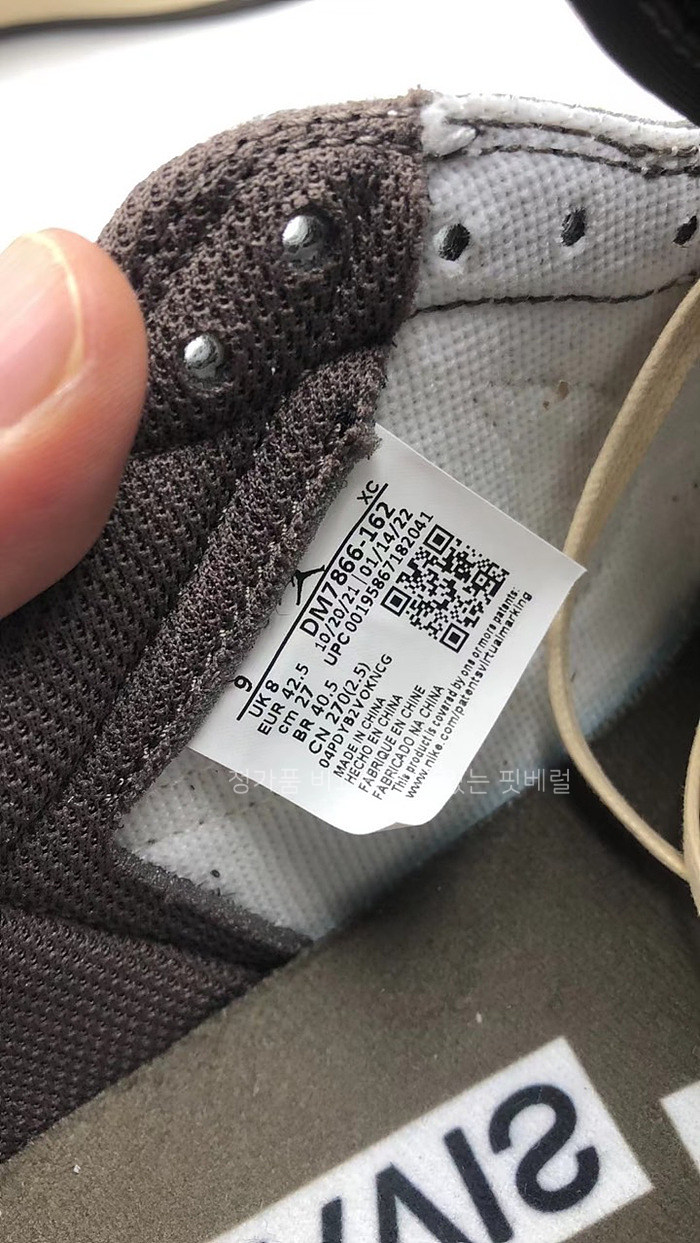 XC
DM7866-162
10/20/21 | 01/14/22
UPC 00195867182041
9
UK 8
EUR 42.5
cm 27
BR 40.5
CN 270(2.5)
04PDYB2VOKNCG
MADE IN CHINA
HECHO EN CHINA
FABRIQUE EN CHINE
FABRICADO NA CHINA
This product is covered by one or more patents:
www.nike.com/patentsvirtualmarking
정가품 는 핏베럴